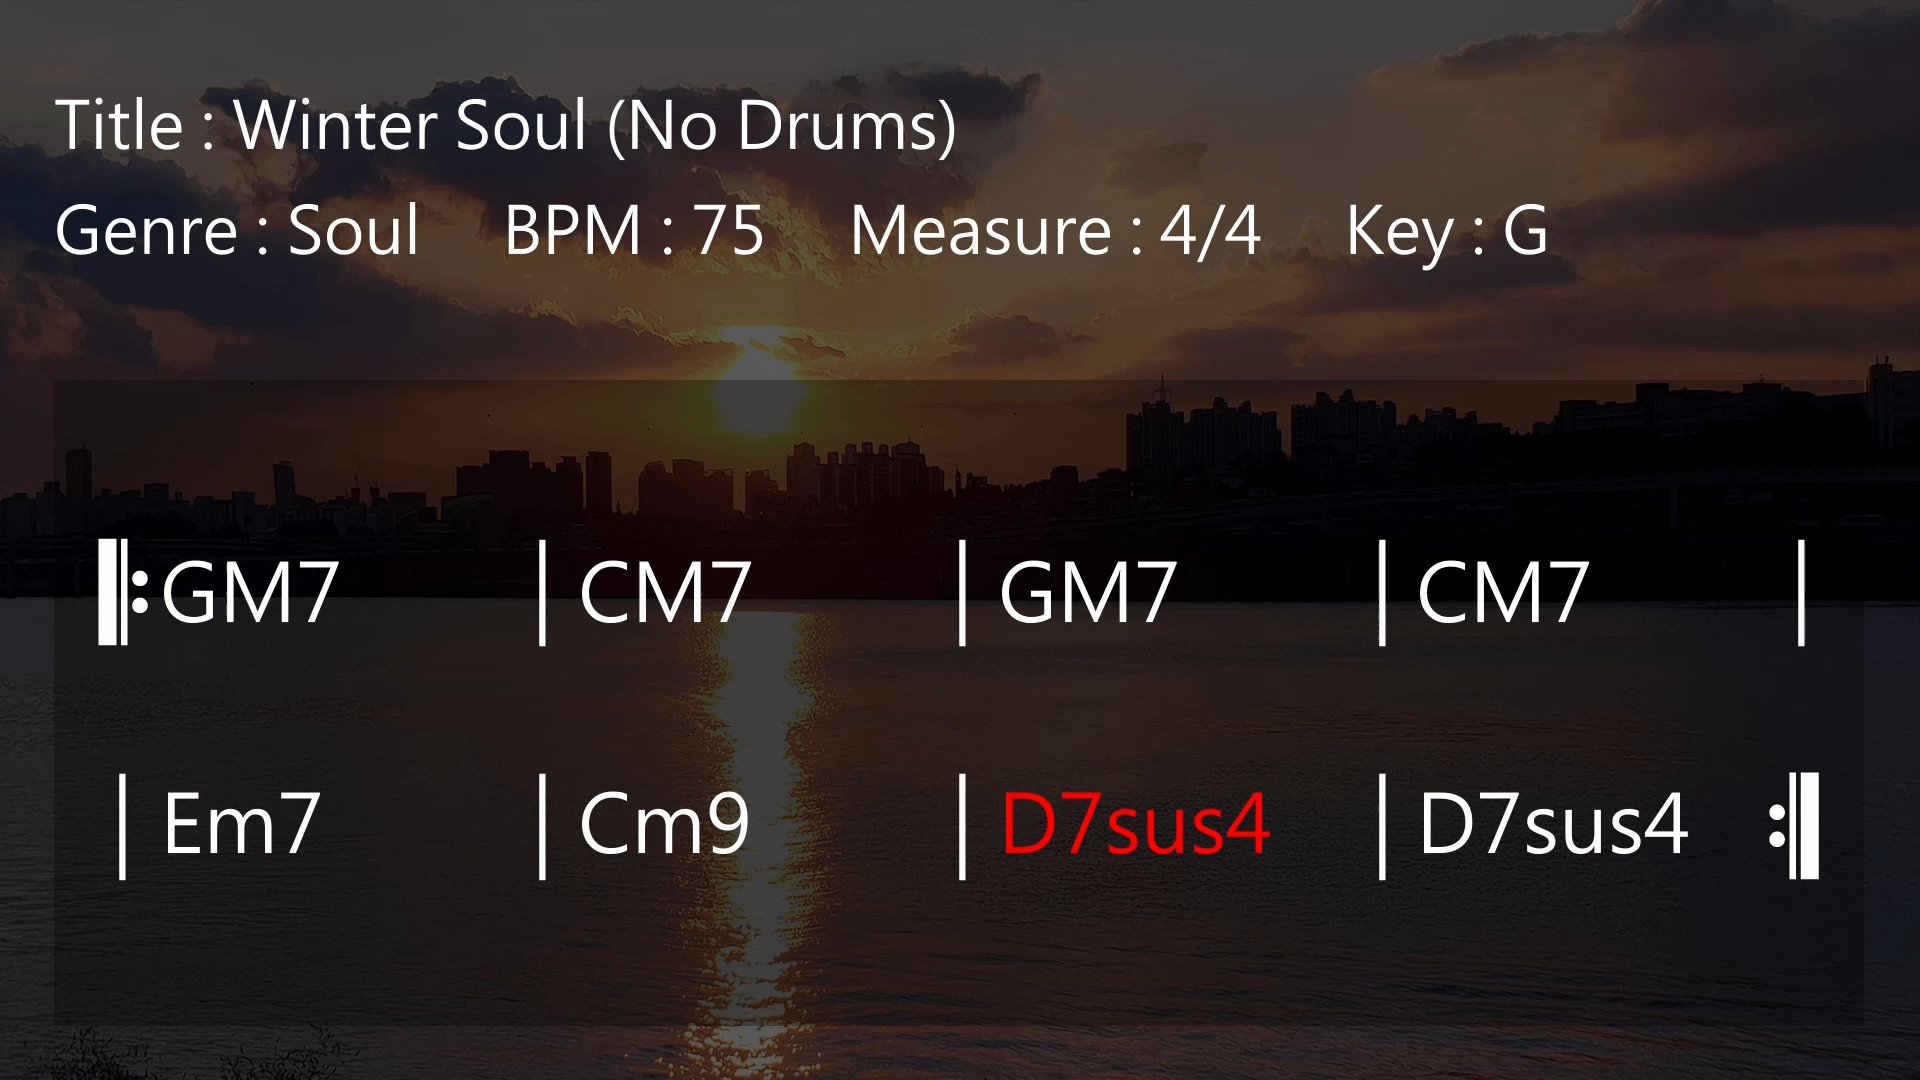 Title : Winter Soul (No Drums)
Genre : Soul BPM : 75 Measure : 4/4 Key : G
GM7 CM7 GM7 CM7
Em7 Cm9 D7sus4 D7sus4